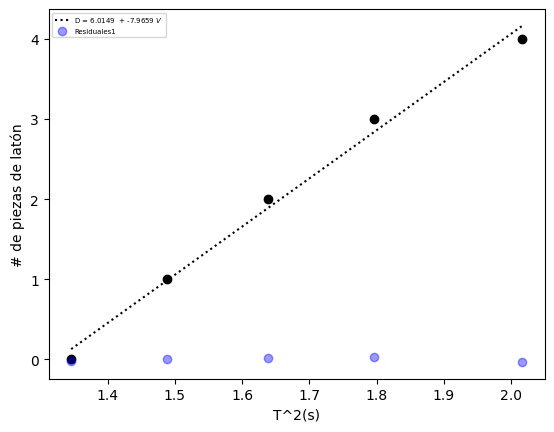 D = 6.0149 + -7.9659 V
Residuales1
4
3
2
1
0
# de piezas de latón
1.4 1.5 1.6 1.7 1.8 1.9 2.0
T^2(s)